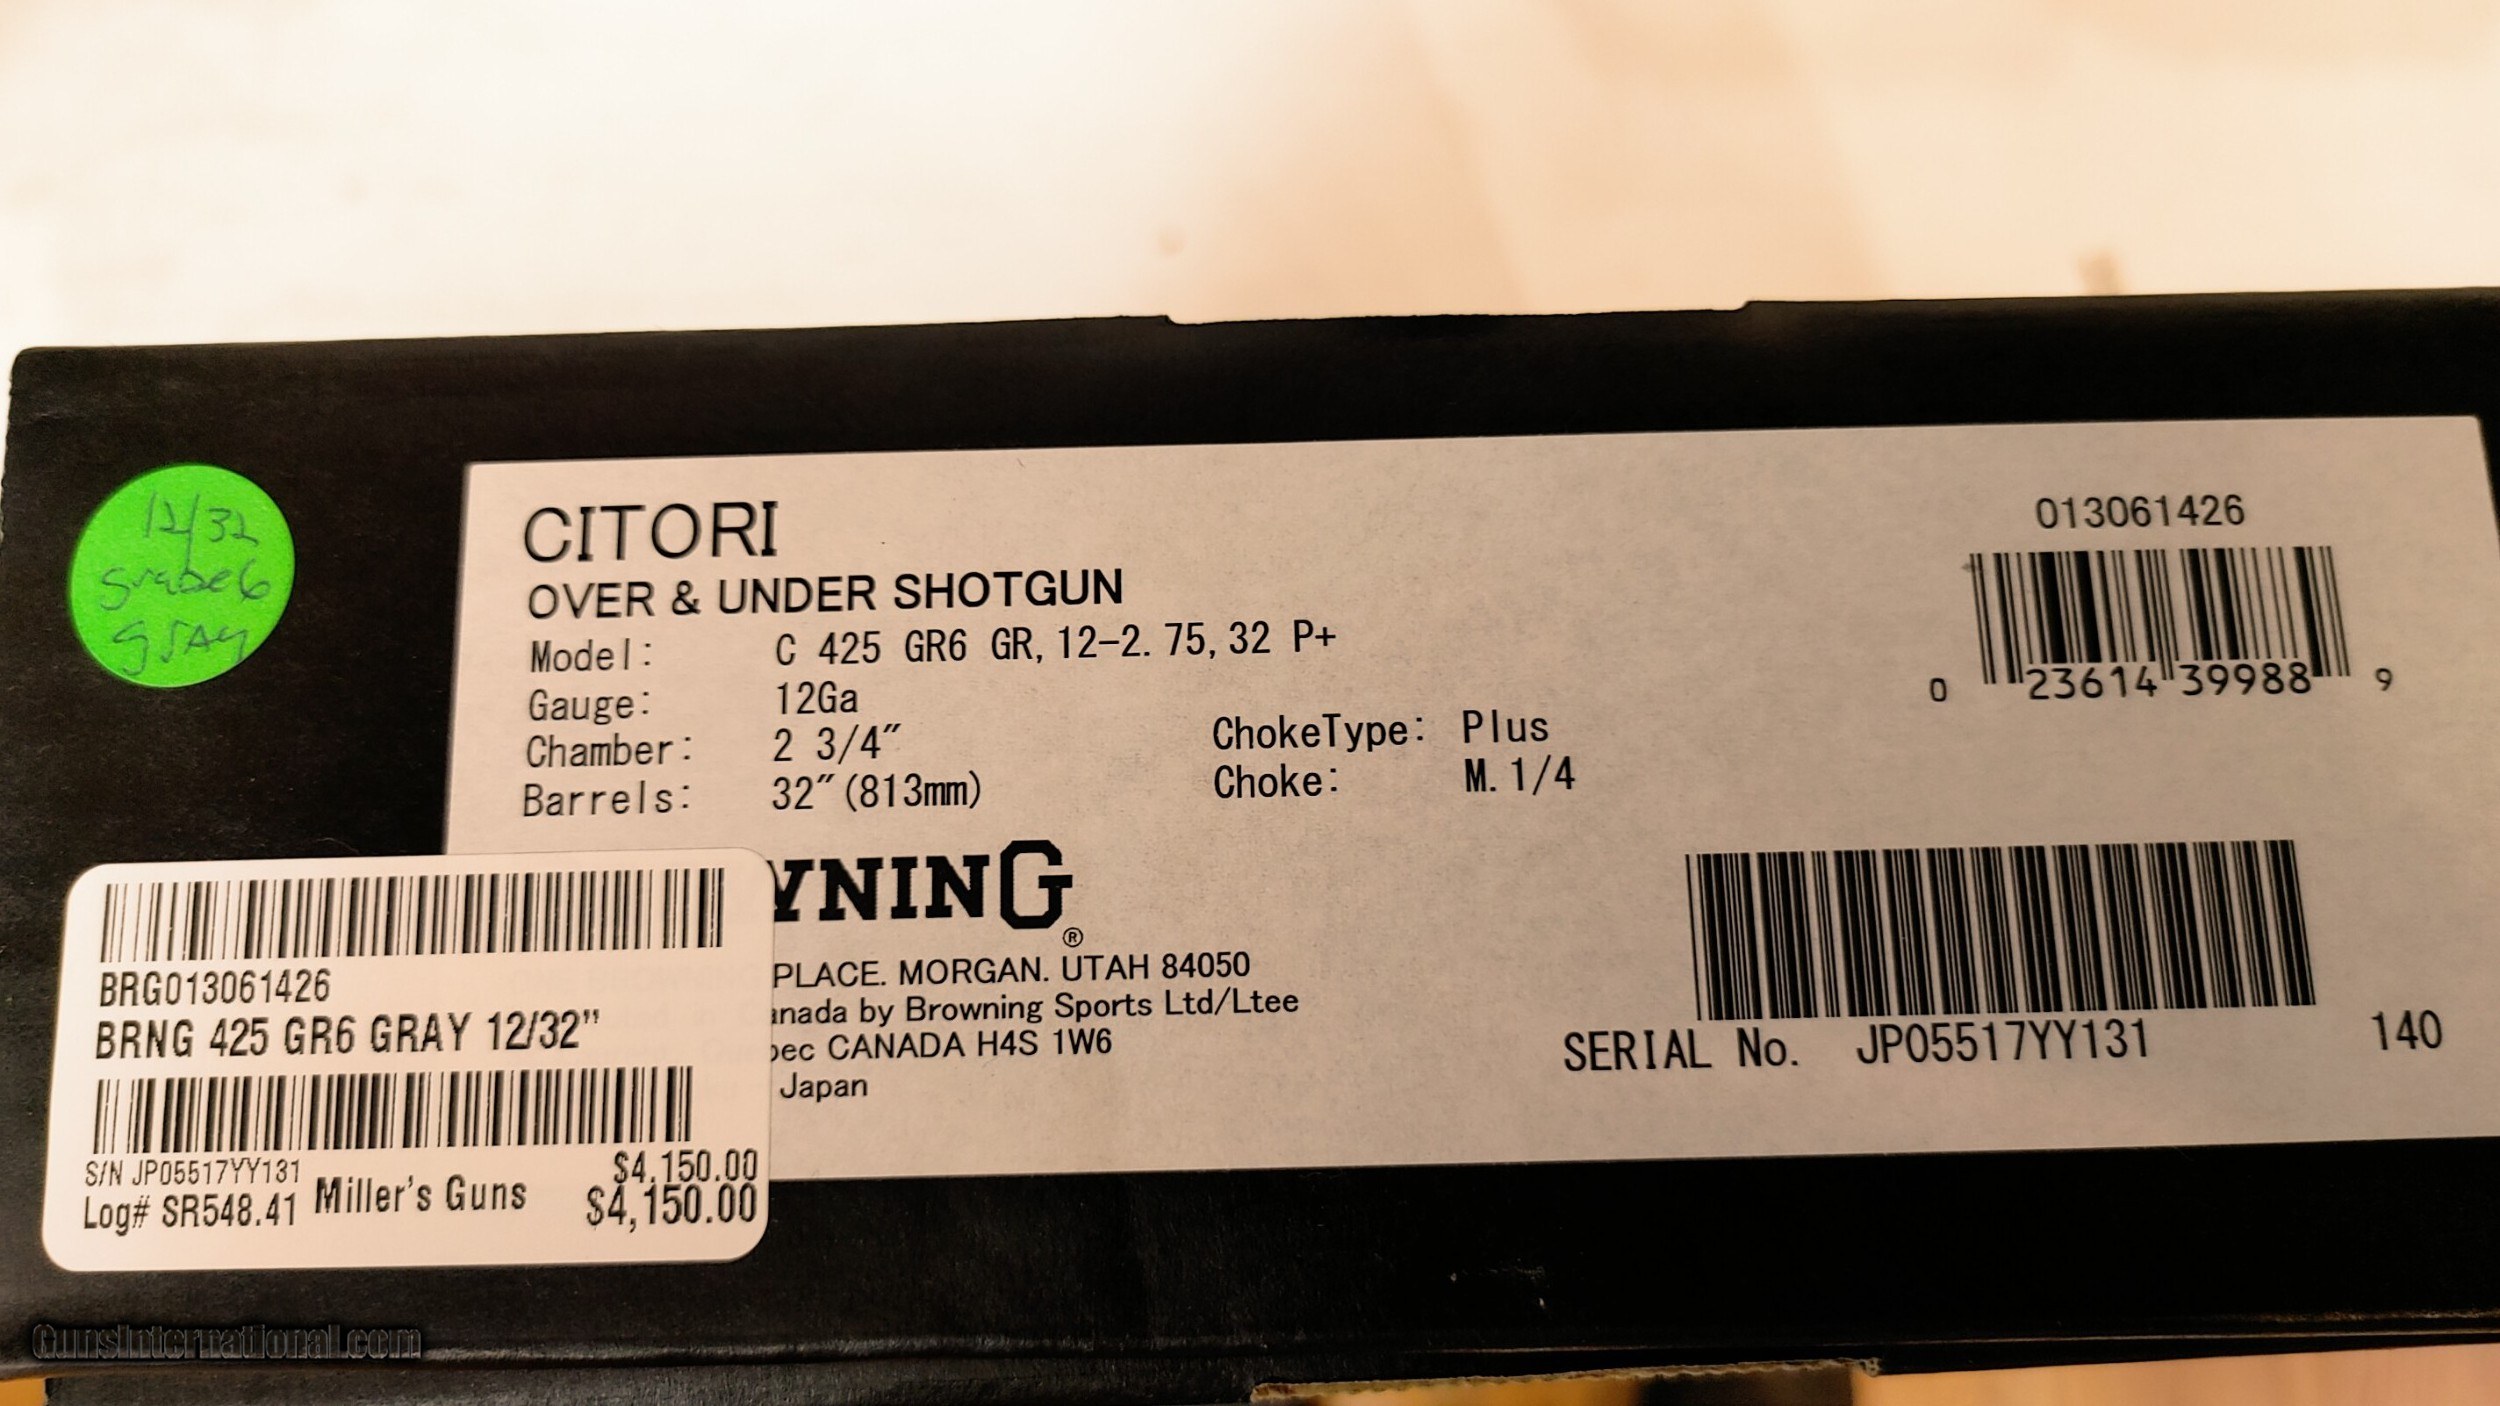 12/32
Grade 6
gray
CITORI
OVER & UNDER SHOTGUN
Model: C 425 GR6 GR,12-2.75,32 P+
Gauge: 12Ga
Chamber: 2 3/4" ChokeType: Plus
Barrels: 32"(813mm) Choke: M.1/4
013061426
0 23614 39988 9
WNING®
PLACE. MORGAN. UTAH 84050
anada by Browning Sports Ltd/Ltee
bec CANADA H4S 1W6
Japan
SERIAL No. JP05517YY131 140
BRG013061426
BRNG 425 GR6 GRAY 12/32"
S/N JP05517YY131 $4,150.00
Log# SR548.41 Miller's Guns $4,150.00
GunsInternational.com